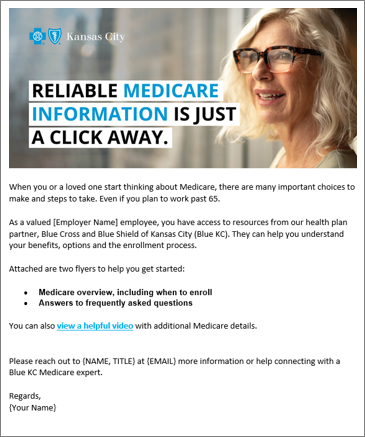 Kansas City
RELIABLE MEDICARE
INFORMATION IS JUST
A CLICK AWAY.
When you or a loved one start thinking about Medicare, there are many important choices to
make and steps to take. Even if you plan to work past 65.
As a valued [Employer Name] employee, you have access to resources from our health plan
partner, Blue Cross and Blue Shield of Kansas City (Blue KC). They can help you understand
your benefits, options and the enrollment process.
Attached are two flyers to help you get started:
• Medicare overview, including when to enroll
• Answers to frequently asked questions
You can also view a helpful video with additional Medicare details.
Please reach out to {NAME, TITLE} at {EMAIL} more information or help connecting with a
Blue KC Medicare expert.
Regards,
{Your Name}